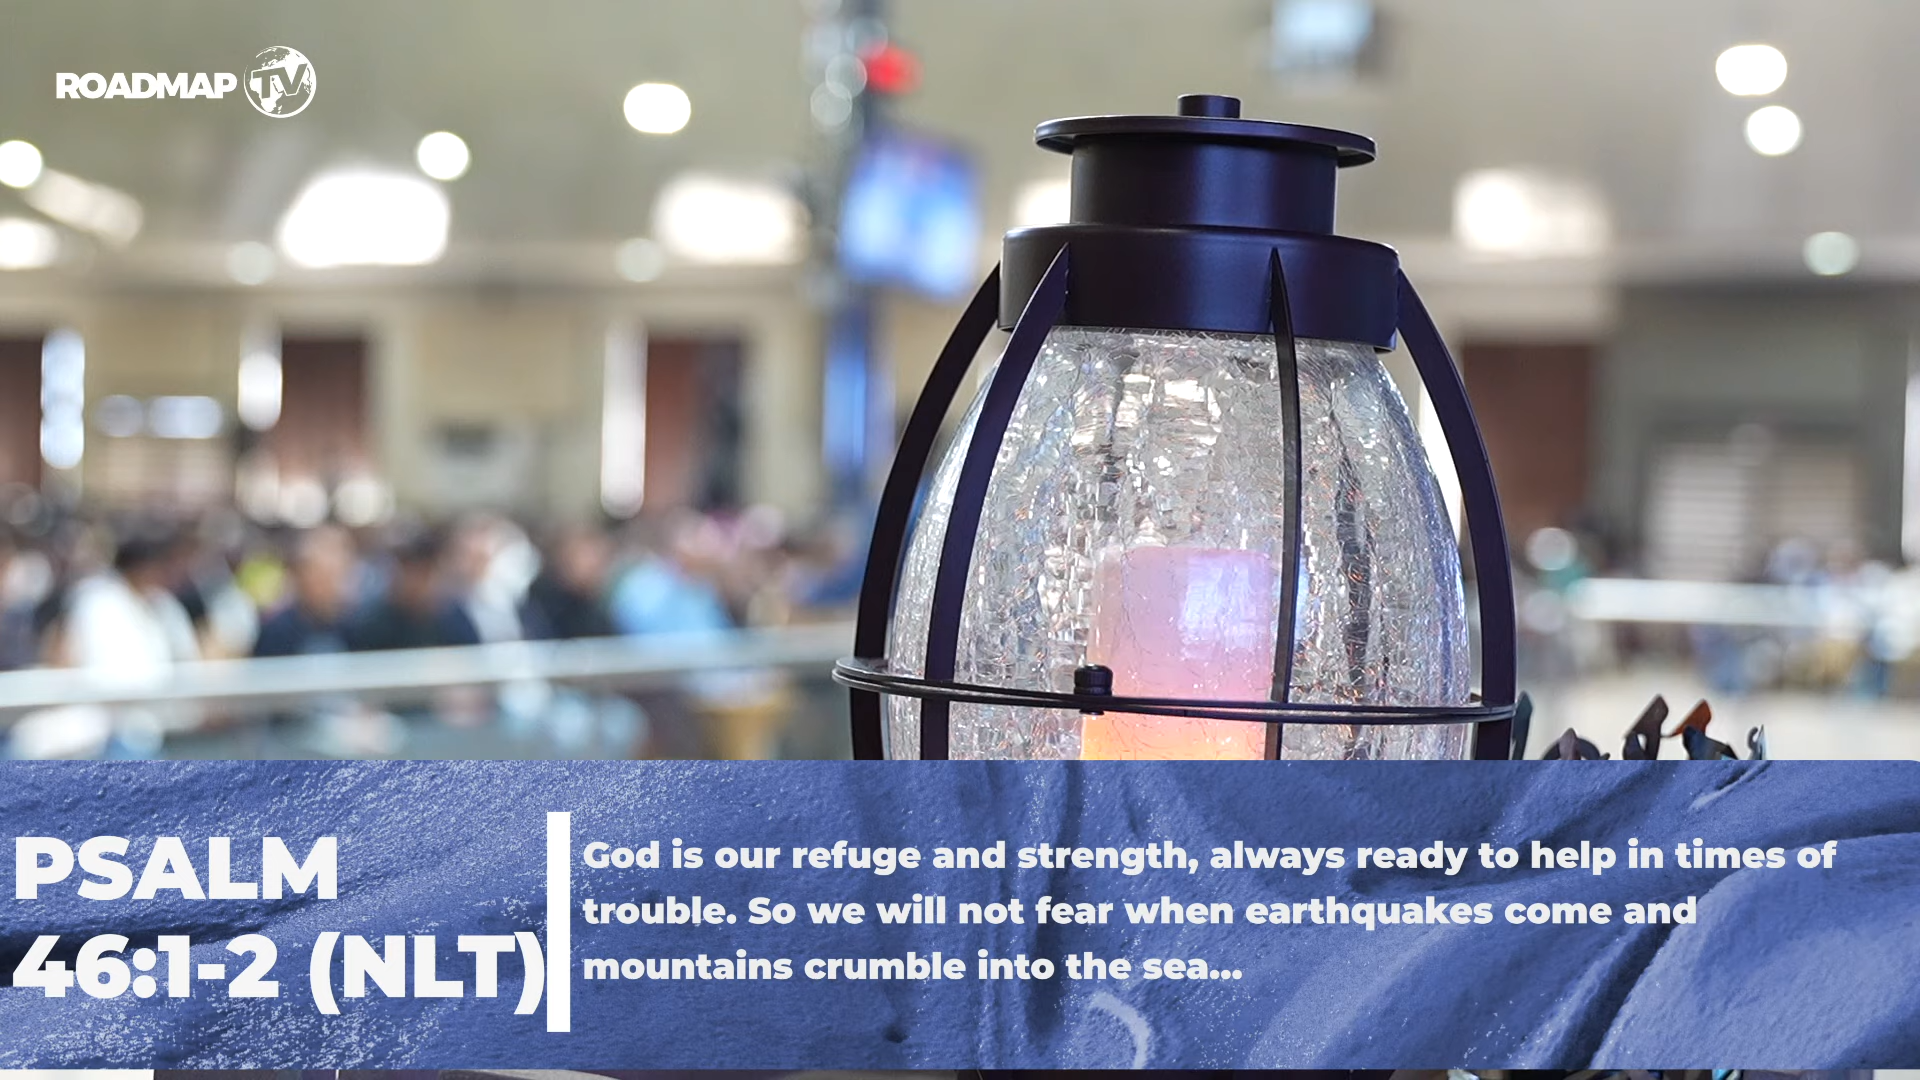 ROADMAP TV
PSALM
46:1-2 (NLT)
God is our refuge and strength, always ready to help in times of
trouble. So we will not fear when earthquakes come and
mountains crumble into the sea...